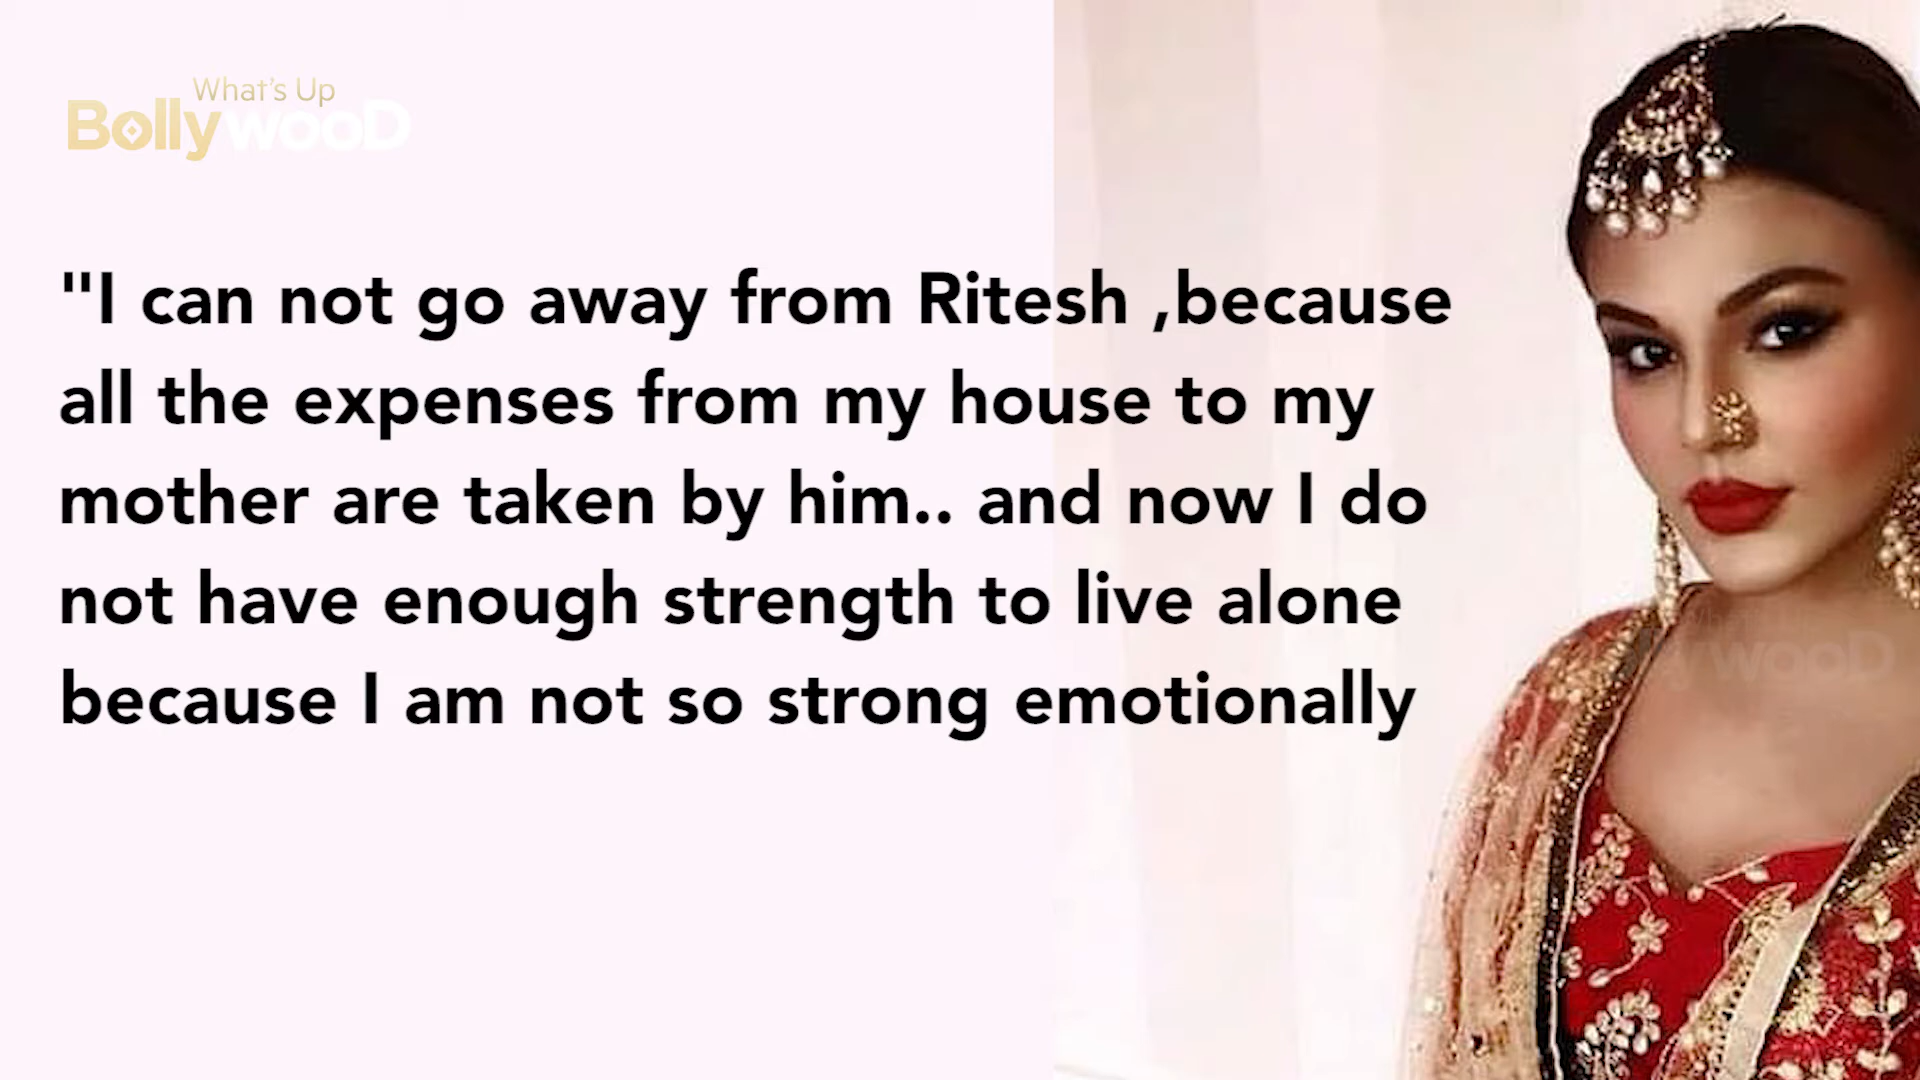 What's Up
BollywooD
"I can not go away from Ritesh ,because
all the expenses from my house to my
mother are taken by him.. and now I do
not have enough strength to live alone
because I am not so strong emotionally
wooD